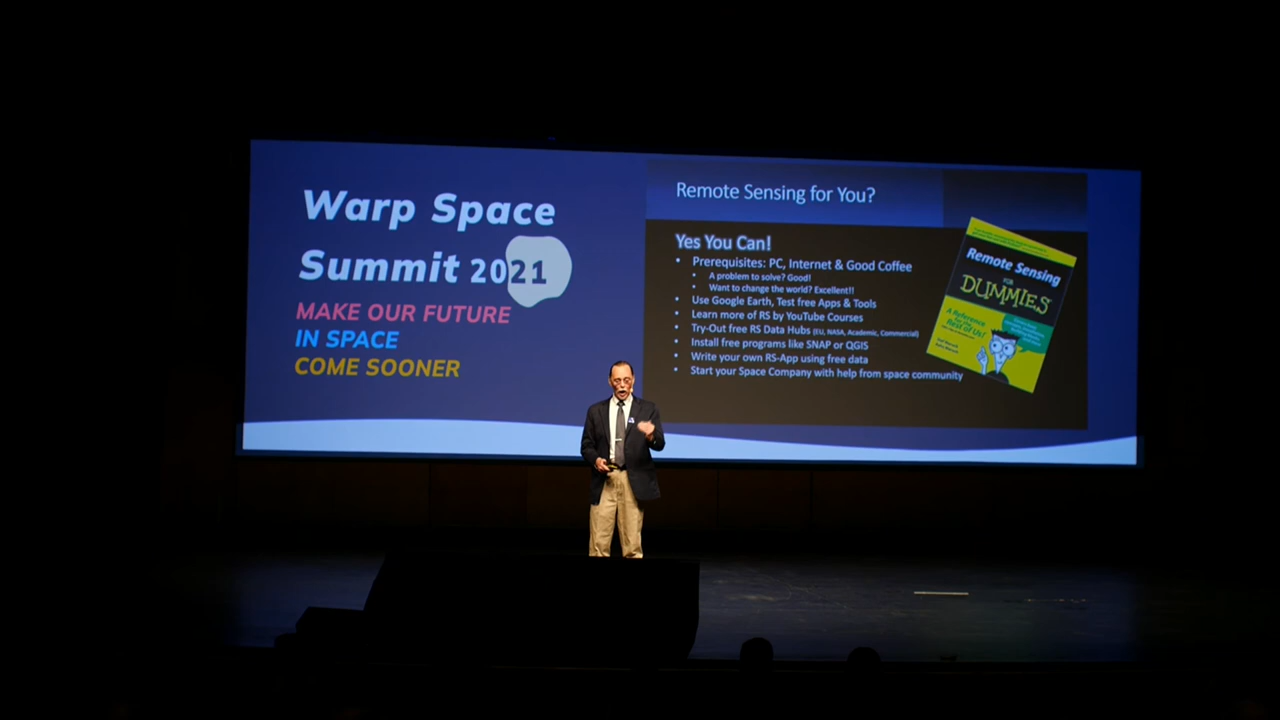 Warp Space
Summit 2021
MAKE OUR FUTURE
IN SPACE
COME SOONER
Remote Sensing for You?
Yes You Can!
• Prerequisites: PC, Internet & Good Coffee
• A problem to solve? Good!
• Want to change the world? Excellent!!
• Use Google Earth, Test free Apps & Tools
• Learn more of RS by YouTube Courses
• Try-Out free RS Data Hubs (EU, NASA, Academic, Commercial)
• Install free programs like SNAP or QGIS
• Write your own RS-App using free data
• Start your Space Company with help from space community
Remote Sensing
FOR
DUMMIES
A Reference
for the
Rest of Us!